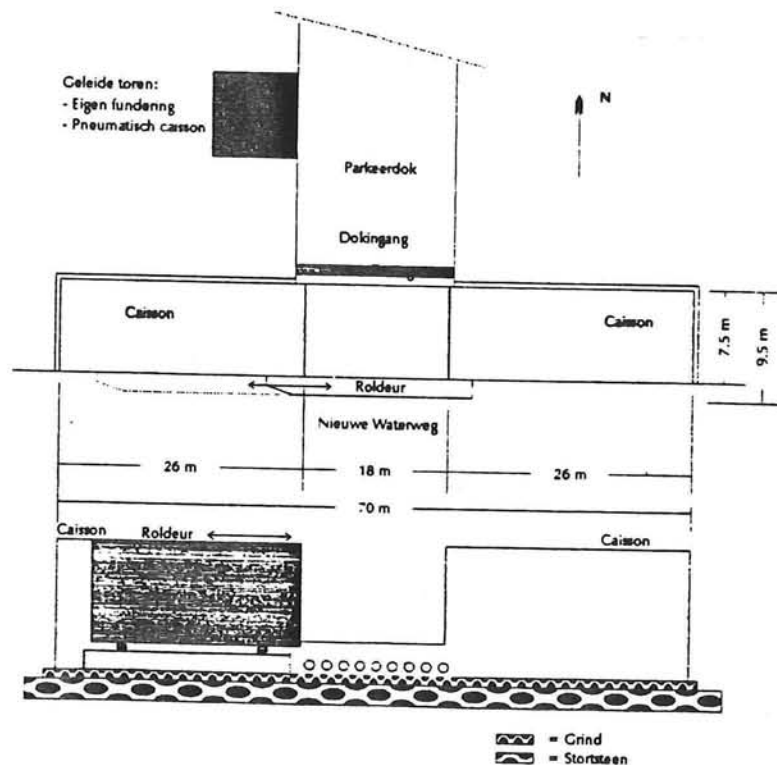 Geleide toren:
- Eigen fundering
- Pneumatisch caisson
N
Parkeerdok
Dokingang
Caisson
Caisson
7.5 m
9.5 m
Roldeur
Nieuwe Waterweg
26 m
18 m
26 m
70 m
Caisson
Roldeur
Caisson
= Grind
= Stortsteen